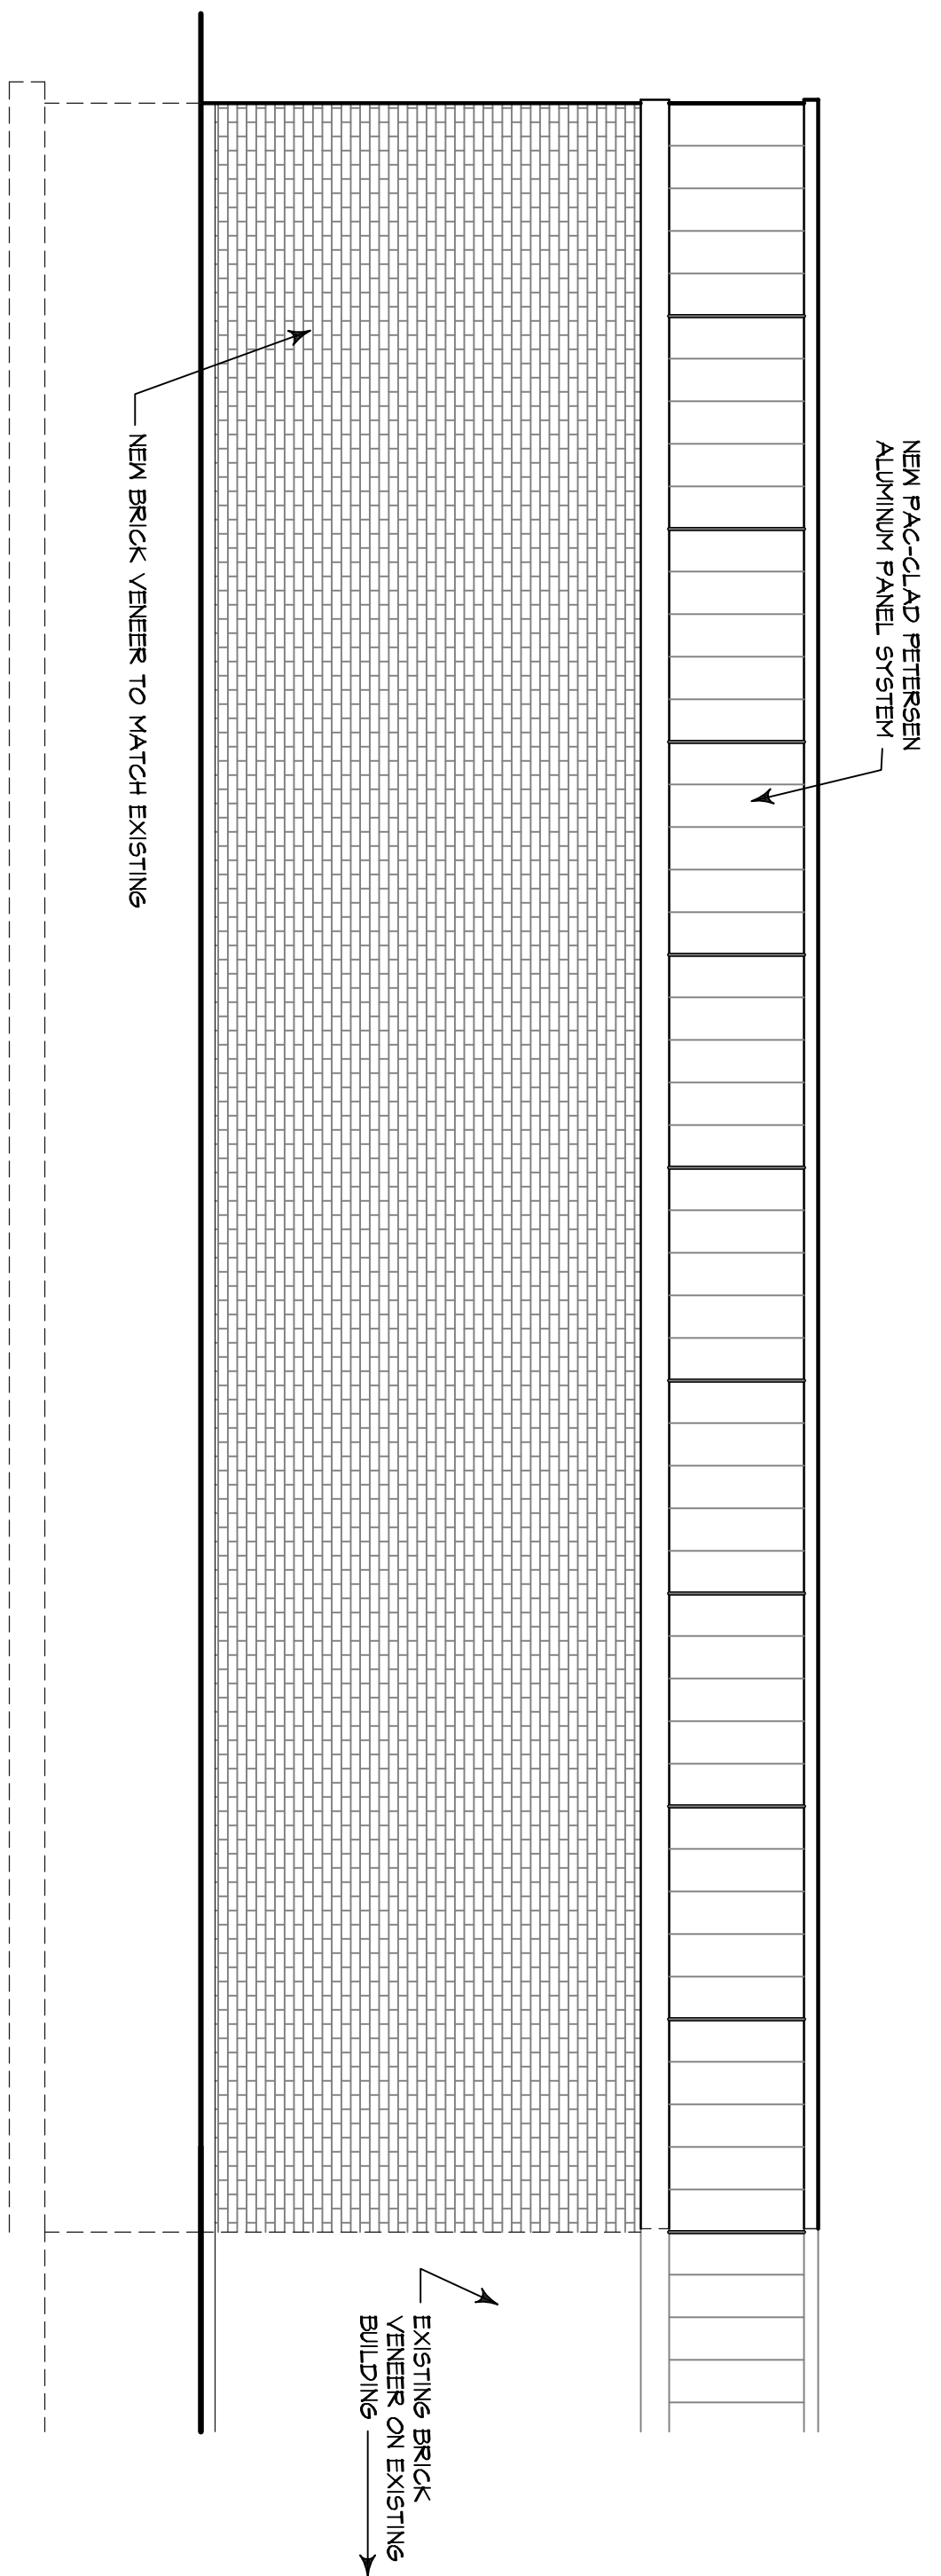 NEW PAC-CLAD PETERSEN
ALUMINUM PANEL SYSTEM
NEW BRICK VENEER TO MATCH EXISTING
EXISTING BRICK
VENEER ON EXISTING
BUILDING